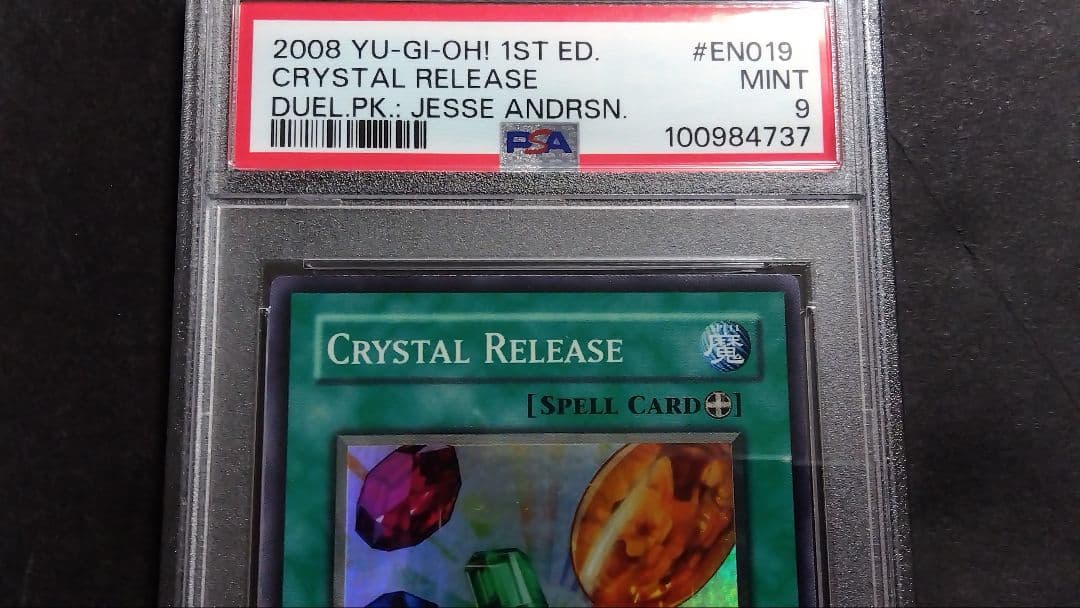 2008 YU-GI-OH! 1ST ED. #EN019
CRYSTAL RELEASE MINT
DUEL.PK.: JESSE ANDRSN. 9
PSA 100984737
CRYSTAL RELEASE
SPELL
魔
[SPELL CARD]